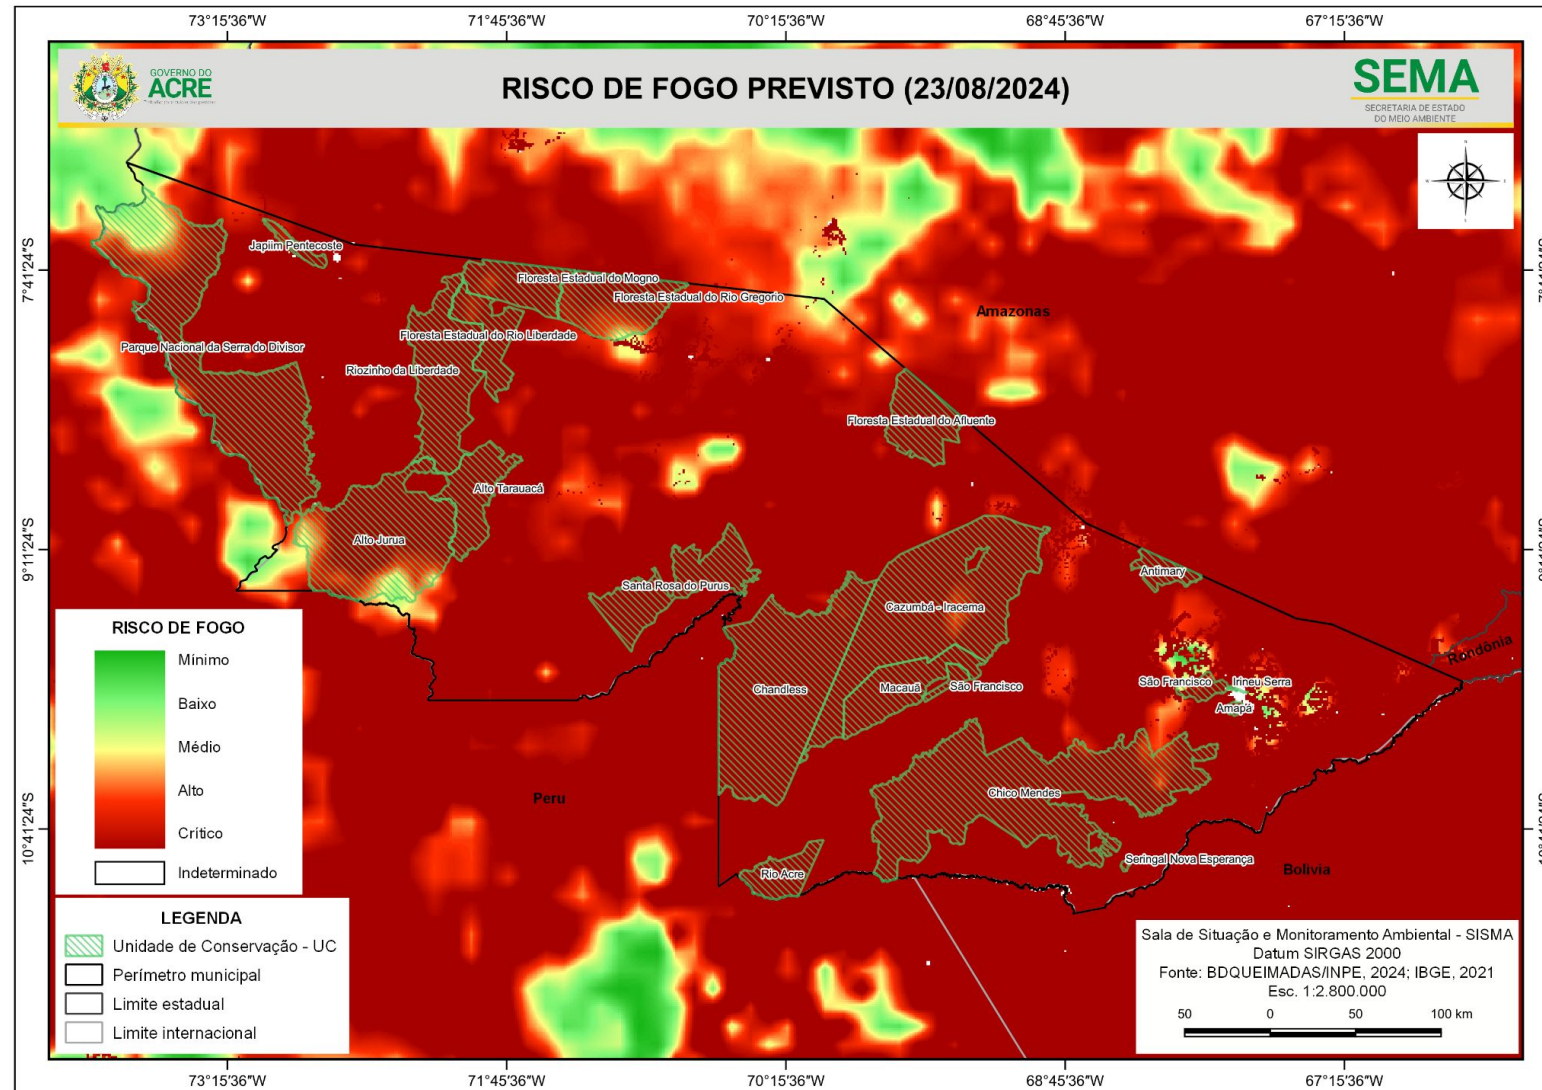 73°15'36"W 71°45'36"W 70°15'36"W 68°45'36"W 67°15'36"W
GOVERNO DO
ACRE
RISCO DE FOGO PREVISTO (23/08/2024)
SEMA
SECRETARIA DE ESTADO
DO MEIO AMBIENTE
7°41'24"S
9°11'24"S
10°41'24"S
Japiim Pentecoste
Floresta Estadual do Mogno
Floresta Estadual do Rio Gregorio
Amazonas
Floresta Estadual do Rio Liberdade
Parque Nacional da Serra do Divisor
Riozinho da Liberdade
Floresta Estadual do Afluente
Alto Tarauacá
Alto Jurua
Antimary
Santa Rosa do Purus
Cazumbá - Iracema
Rondônia
Chandless
Macauã
São Francisco
São Francisco
Irineu Serra
Amapá
Chico Mendes
Peru
Seringal Nova Esperança
Bolivia
Rio Acre
RISCO DE FOGO
Mínimo
Baixo
Médio
Alto
Crítico
Indeterminado
LEGENDA
Unidade de Conservação - UC
Perímetro municipal
Limite estadual
Limite internacional
Sala de Situação e Monitoramento Ambiental - SISMA
Datum SIRGAS 2000
Fonte: BDQUEIMADAS/INPE, 2024; IBGE, 2021
Esc. 1:2.800.000
50 0 50 100 km
73°15'36"W 71°45'36"W 70°15'36"W 68°45'36"W 67°15'36"W